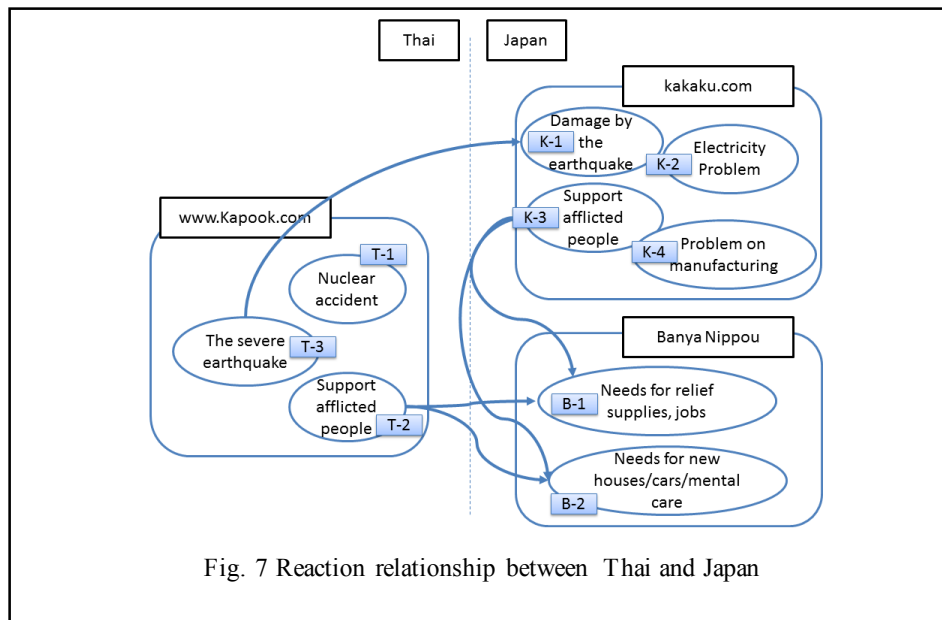 Thai
Japan
kakaku.com
Damage by
the
earthquake
K-1
Electricity
Problem
K-2
Support
afflicted
people
K-3
Problem on
manufacturing
K-4
www.Kapook.com
T-1
Nuclear
accident
The severe
earthquake
T-3
Support
afflicted
people
T-2
Banya Nippou
Needs for relief
supplies, jobs
B-1
Needs for new
houses/cars/mental
care
B-2
Fig. 7 Reaction relationship between Thai and Japan